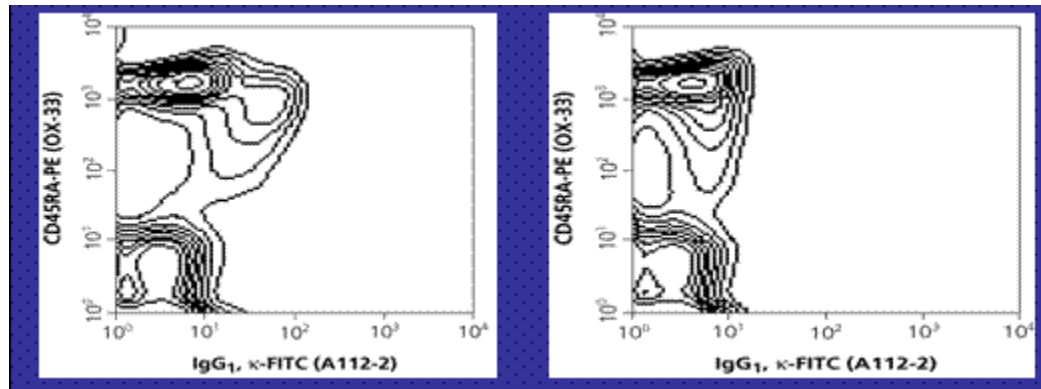 CD45RA-PE (OX-33)
10⁴
10³
10²
10¹
10⁰
10⁰ 10¹ 10² 10³ 10⁴
IgG₁, κ-FITC (A112-2)
CD45RA-PE (OX-33)
10⁴
10³
10²
10¹
10⁰
10⁰ 10¹ 10² 10³ 10⁴
IgG₁, κ-FITC (A112-2)